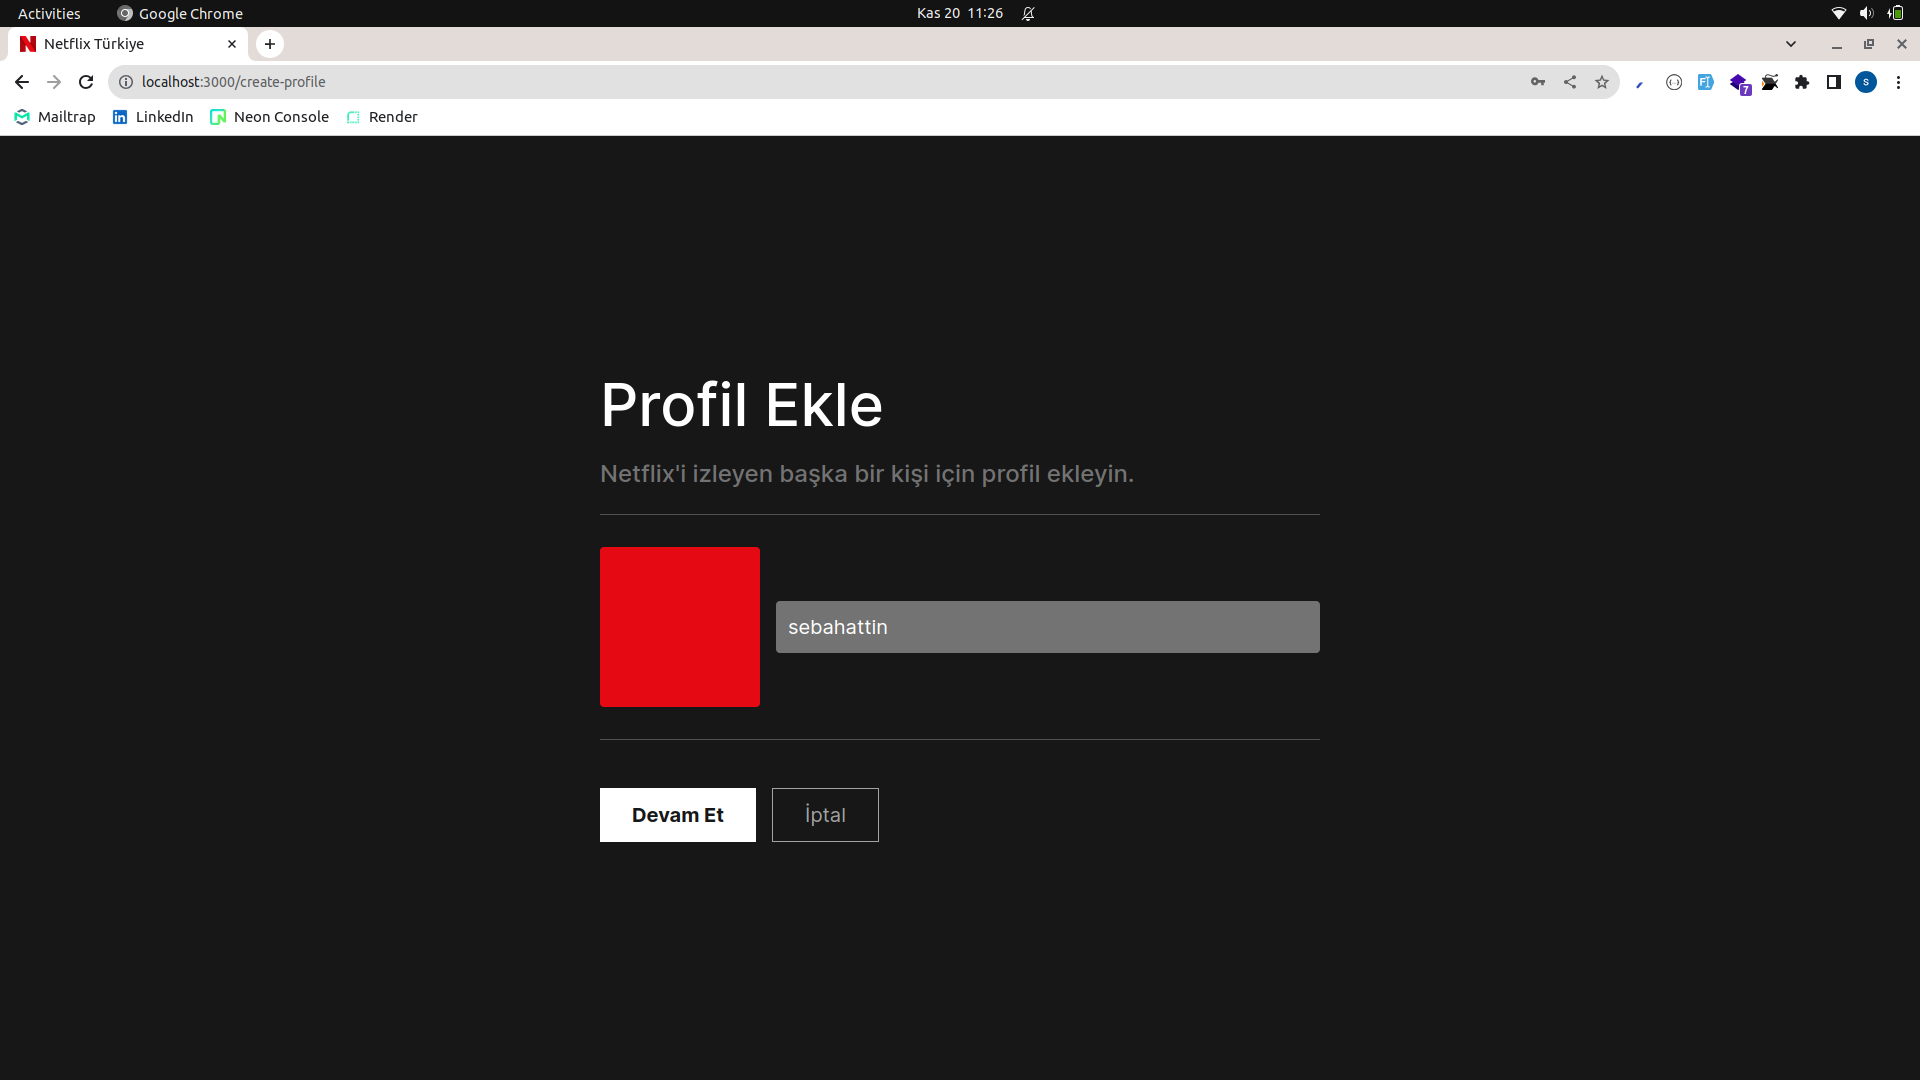 Activities Google Chrome Kas 20 11:26
Netflix Türkiye
localhost:3000/create-profile
7 S
Mailtrap LinkedIn Neon Console Render
Profil Ekle
Netflix'i izleyen başka bir kişi için profil ekleyin.
sebahattin
Devam Et İptal